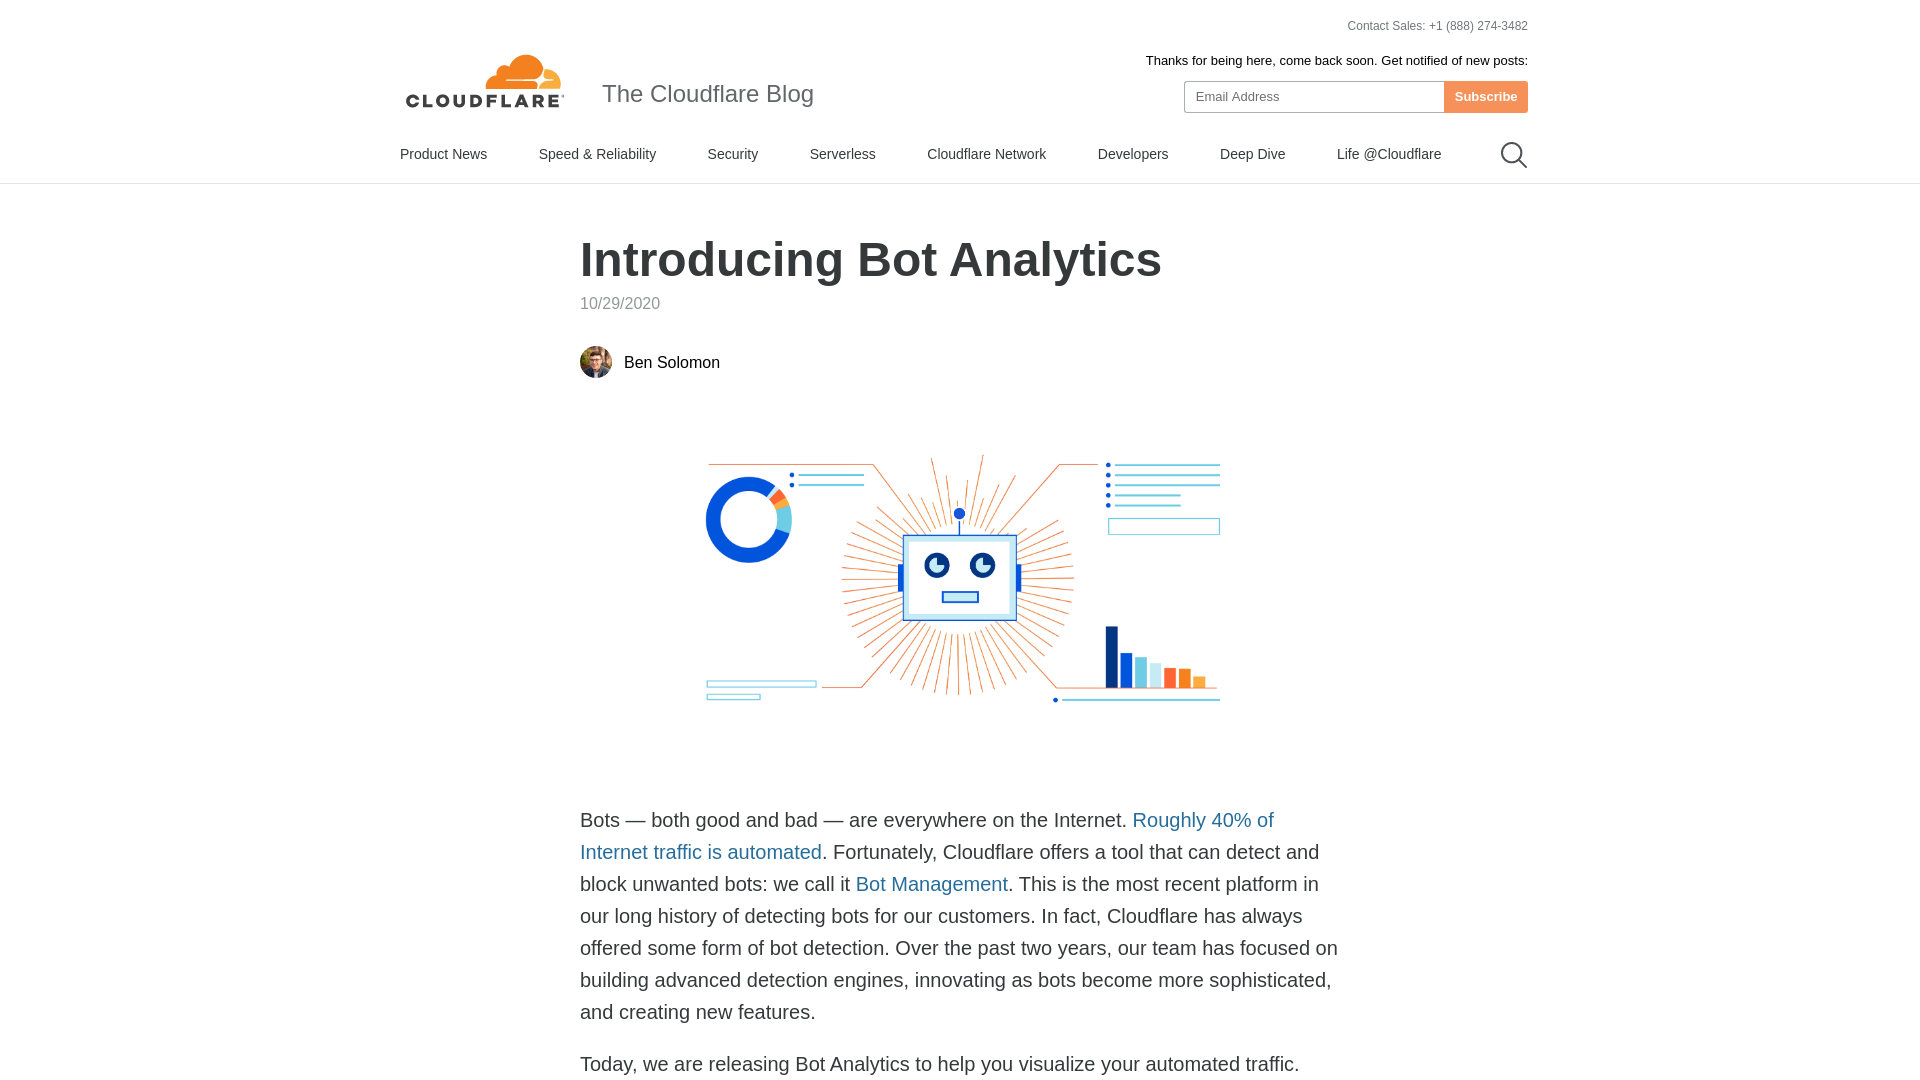 Contact Sales: +1 (888) 274-3482
CLOUDFLARE®
The Cloudflare Blog
Thanks for being here, come back soon. Get notified of new posts:
Email Address
Subscribe
Product News
Speed & Reliability
Security
Serverless
Cloudflare Network
Developers
Deep Dive
Life @Cloudflare
Introducing Bot Analytics
10/29/2020
Ben Solomon
Bots — both good and bad — are everywhere on the Internet. Roughly 40% of
Internet traffic is automated. Fortunately, Cloudflare offers a tool that can detect and
block unwanted bots: we call it Bot Management. This is the most recent platform in
our long history of detecting bots for our customers. In fact, Cloudflare has always
offered some form of bot detection. Over the past two years, our team has focused on
building advanced detection engines, innovating as bots become more sophisticated,
and creating new features.
Today, we are releasing Bot Analytics to help you visualize your automated traffic.